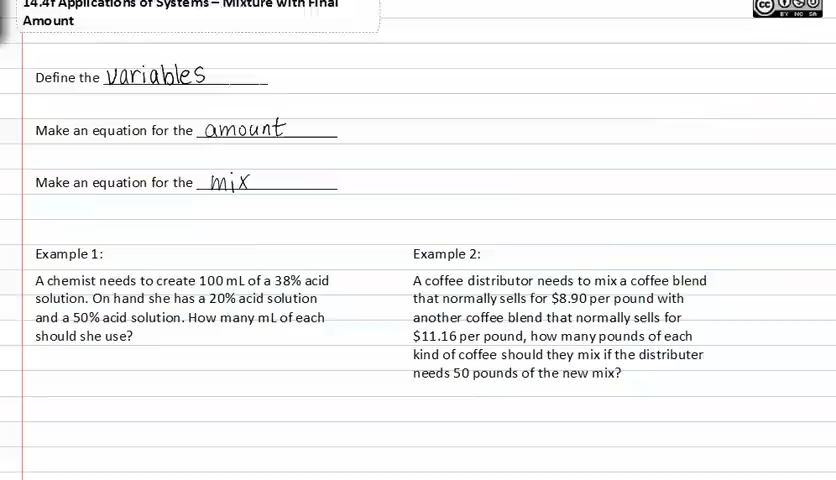 14.4f Applications of Systems – Mixture with Final
Amount
CC
BY NC SA
Define the variables
Make an equation for the amount
Make an equation for the mix
Example 1:
A chemist needs to create 100 mL of a 38% acid
solution. On hand she has a 20% acid solution
and a 50% acid solution. How many mL of each
should she use?
Example 2:
A coffee distributor needs to mix a coffee blend
that normally sells for $8.90 per pound with
another coffee blend that normally sells for
$11.16 per pound, how many pounds of each
kind of coffee should they mix if the distributer
needs 50 pounds of the new mix?